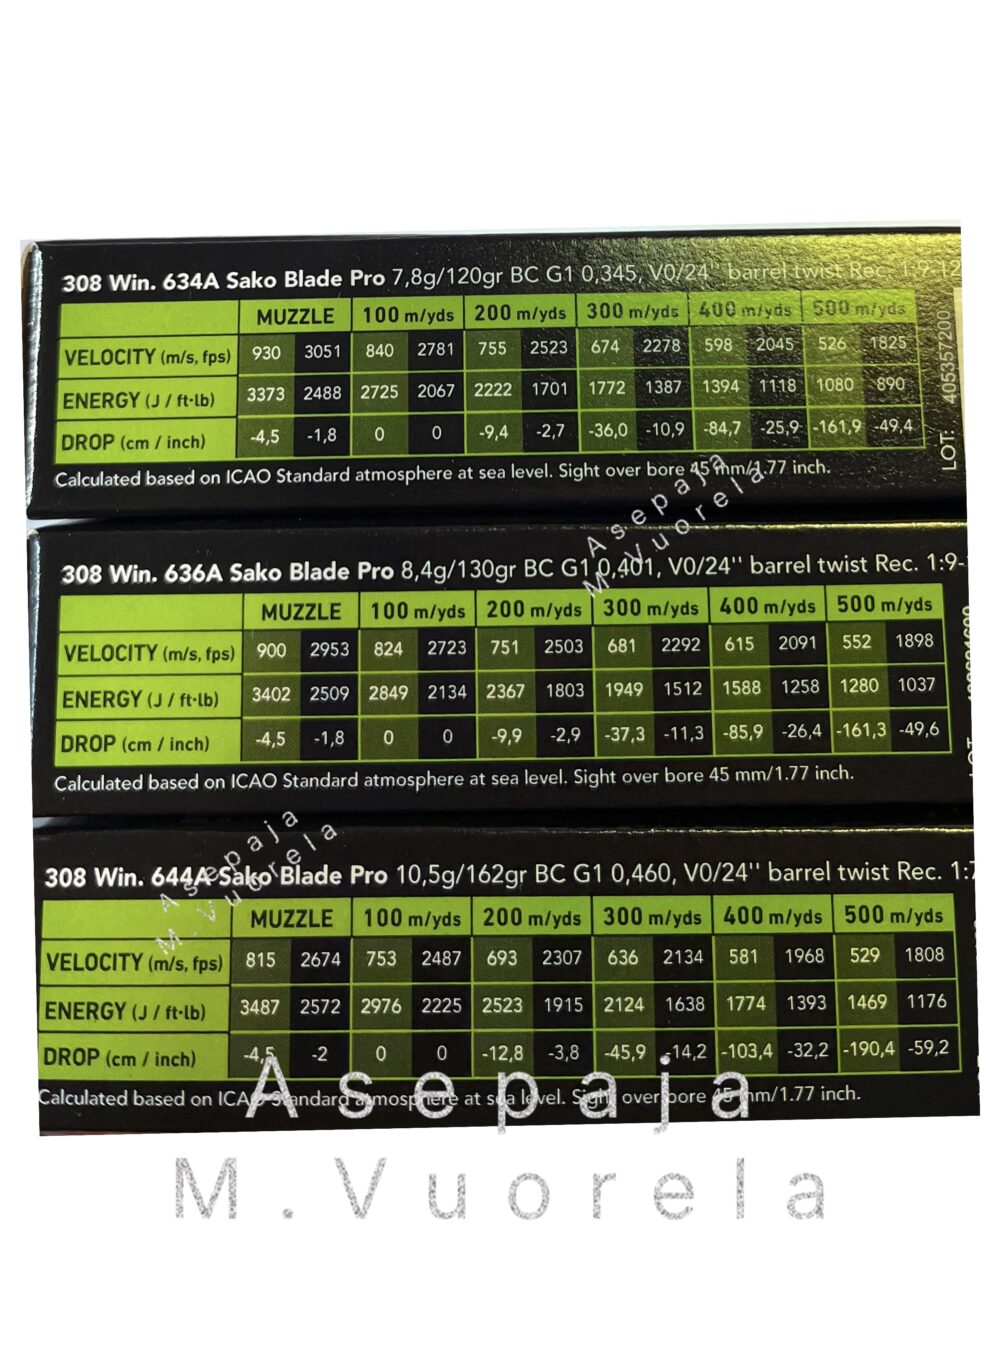 308 Win. 634A Sako Blade Pro 7,8g/120gr BC G1 0,345, V0/24'' barrel twist Rec. 1:9-12
MUZZLE 100 m/yds 200 m/yds 300 m/yds 400 m/yds 500 m/yds
VELOCITY (m/s, fps) 930 3051 840 2781 755 2523 674 2278 598 2045 526 1825
ENERGY (J / ft·lb) 3373 2488 2725 2067 2222 1701 1772 1387 1394 1118 1080 890
DROP (cm / inch) -4,5 -1,8 0 0 -9,4 -2,7 -36,0 -10,9 -84,7 -25,9 -161,9 -49,4
Calculated based on ICAO Standard atmosphere at sea level. Sight over bore 45 mm/1.77 inch.
LOT: 405357200
Asepaja
M.Vuorela
308 Win. 636A Sako Blade Pro 8,4g/130gr BC G1 0,401, V0/24'' barrel twist Rec. 1:9-
MUZZLE 100 m/yds 200 m/yds 300 m/yds 400 m/yds 500 m/yds
VELOCITY (m/s, fps) 900 2953 824 2723 751 2503 681 2292 615 2091 552 1898
ENERGY (J / ft·lb) 3402 2509 2849 2134 2367 1803 1949 1512 1588 1258 1280 1037
DROP (cm / inch) -4,5 -1,8 0 0 -9,9 -2,9 -37,3 -11,3 -85,9 -26,4 -161,3 -49,6
Calculated based on ICAO Standard atmosphere at sea level. Sight over bore 45 mm/1.77 inch.
Asepaja
M.Vuorela
308 Win. 644A Sako Blade Pro 10,5g/162gr BC G1 0,460, V0/24'' barrel twist Rec. 1:7
MUZZLE 100 m/yds 200 m/yds 300 m/yds 400 m/yds 500 m/yds
VELOCITY (m/s, fps) 815 2674 753 2487 693 2307 636 2134 581 1968 529 1808
ENERGY (J / ft·lb) 3487 2572 2976 2225 2523 1915 2124 1638 1774 1393 1469 1176
DROP (cm / inch) -4,5 -2 0 0 -12,8 -3,8 -45,9 -14,2 -103,4 -32,2 -190,4 -59,2
Calculated based on ICAO Standard atmosphere at sea level. Sight over bore 45 mm/1.77 inch.
Asepaja
M.Vuorela